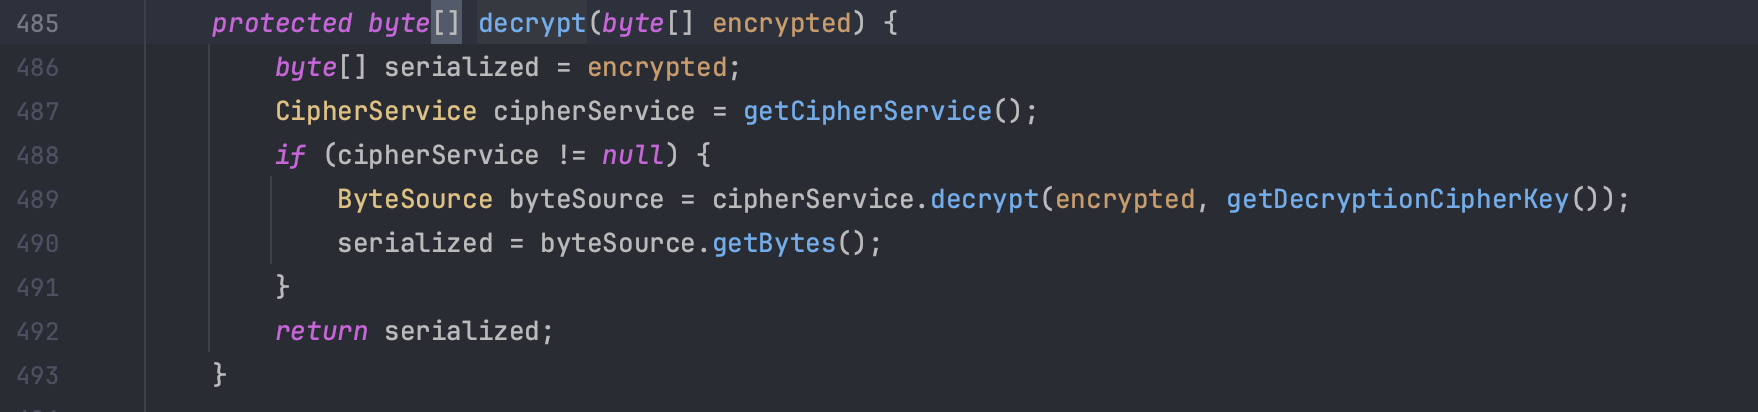 485 protected byte[] decrypt(byte[] encrypted) {
486 byte[] serialized = encrypted;
487 CipherService cipherService = getCipherService();
488 if (cipherService != null) {
489 ByteSource byteSource = cipherService.decrypt(encrypted, getDecryptionCipherKey());
490 serialized = byteSource.getBytes();
491 }
492 return serialized;
493 }